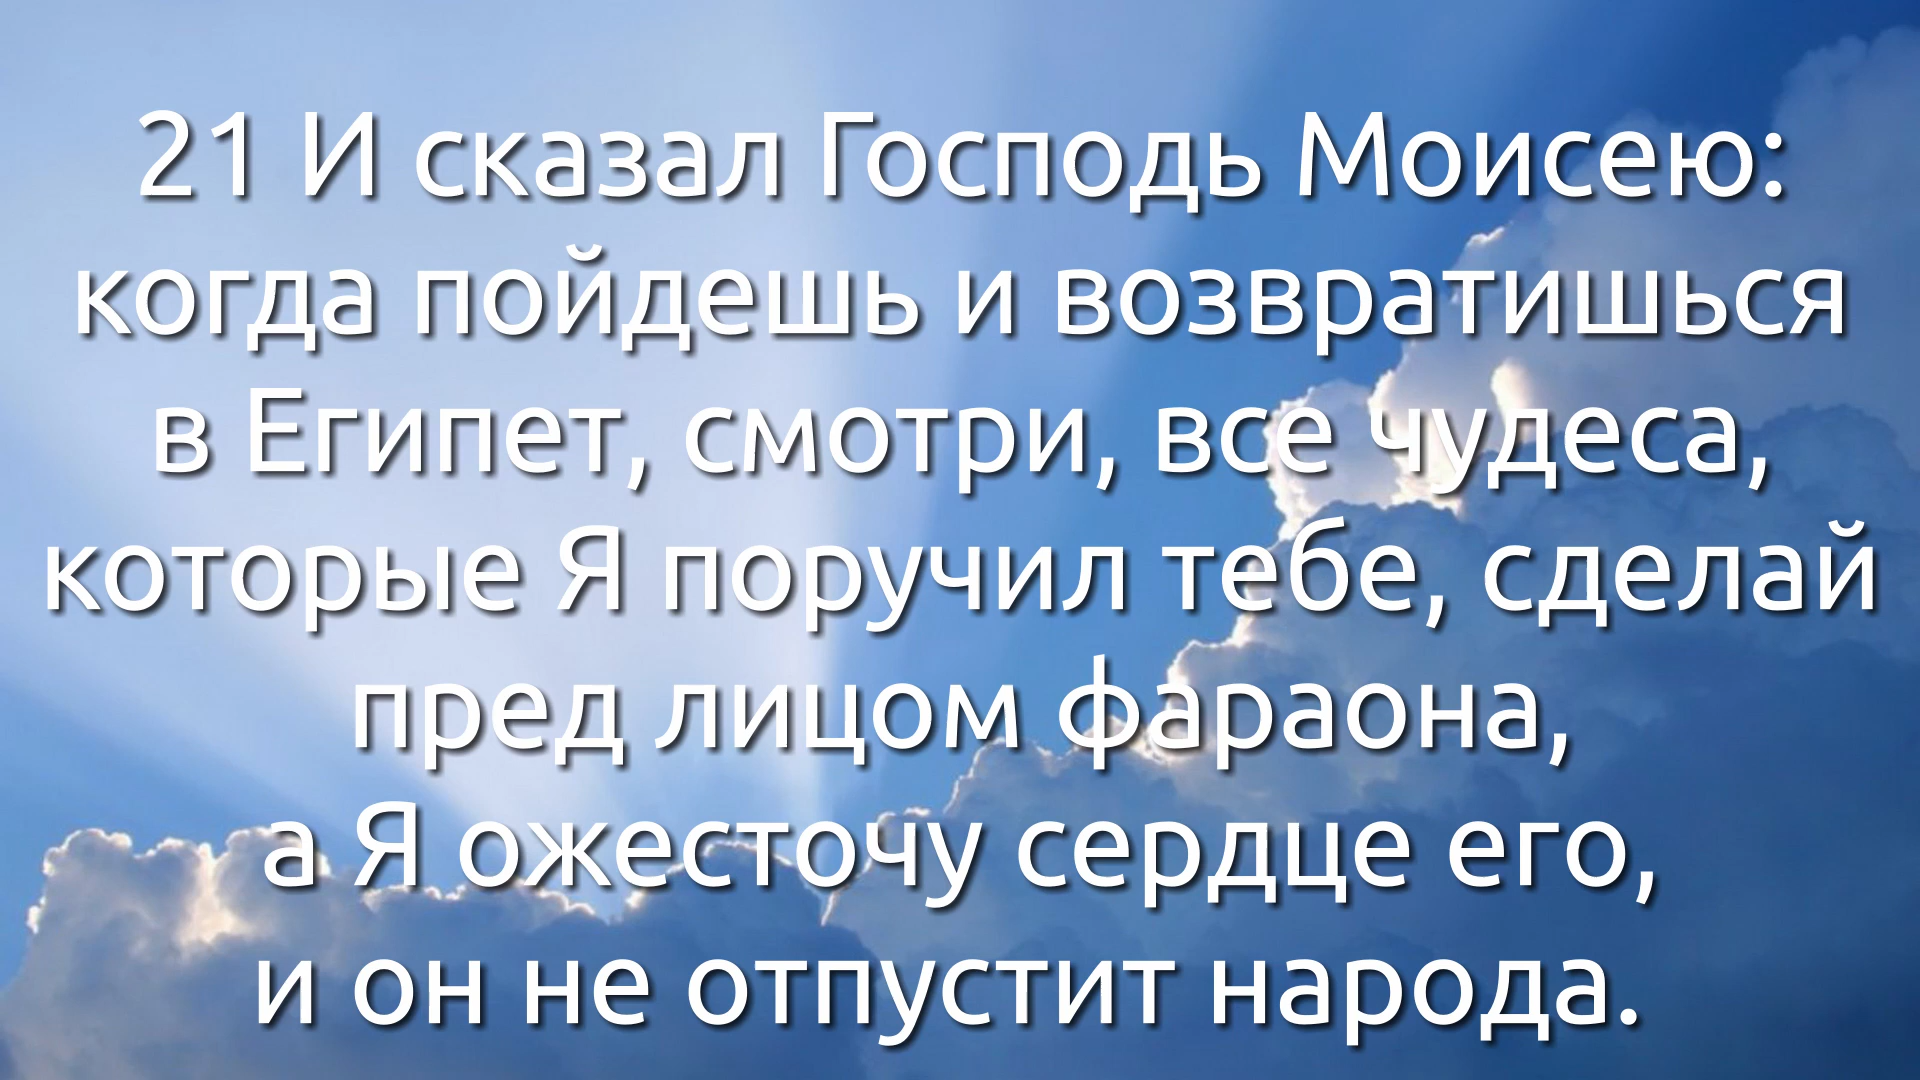 21 И сказал Господь Моисею:
когда пойдешь и возвратишься
в Египет, смотри, все чудеса,
которые Я поручил тебе, сделай
пред лицом фараона,
а Я ожесточу сердце его,
и он не отпустит народа.